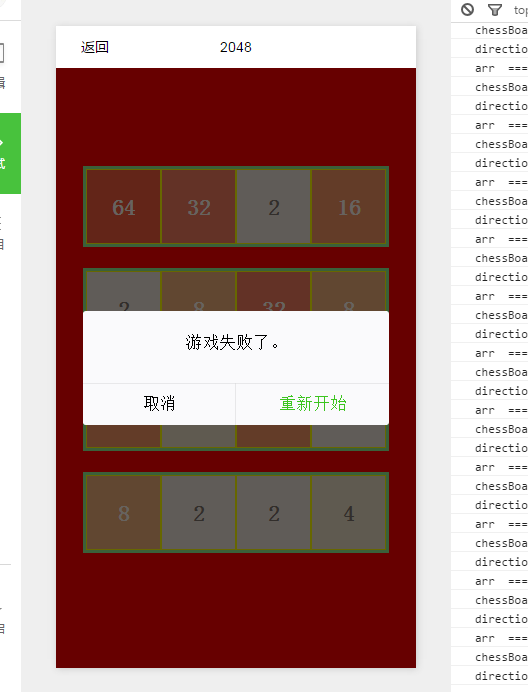 返回 2048
64 32 2 16
2 8 32 8
游戏失败了。
取消 重新开始
8 2 2 4
top
chessBoa
directio
arr ===
chessBoa
directio
arr ===
chessBoa
directio
arr ===
chessBoa
directio
arr ===
chessBoa
directio
arr ===
chessBoa
directio
arr ===
chessBoa
directio
arr ===
chessBoa
directio
arr ===
chessBoa
directio
arr ===
chessBoa
directio
arr ===
chessBoa
directio
arr ===
chessBoa
directio